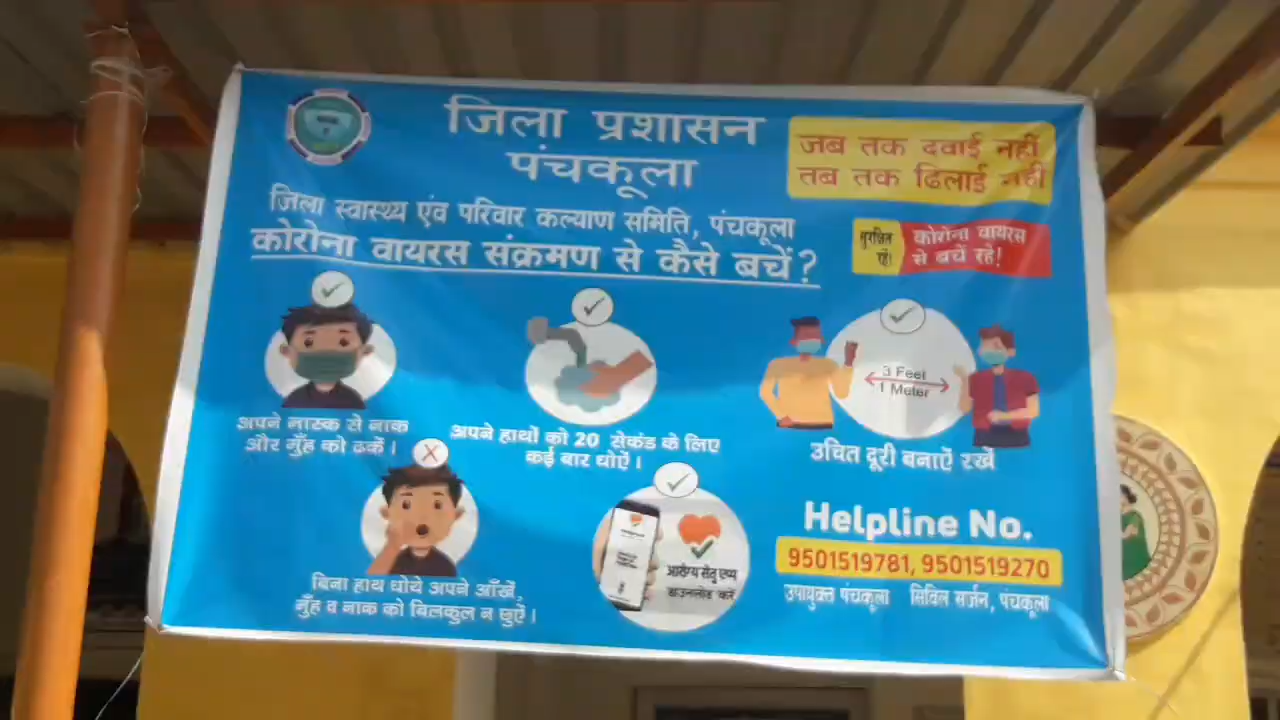 जिला प्रशासन
पंचकूला
जब तक दवाई नहीं
तब तक ढिलाई नहीं
जिला स्वास्थ्य एंव परिवार कल्याण समिति, पंचकूला
सुरक्षित
रहें!
कोरोना वायरस
से बचें रहे!
कोरोना वायरस संक्रमण से कैसे बचें?
3 Feet
1 Meter
अपने मास्क से नाक
और मुँह को ढकें।
अपने हाथों को 20 सेकंड के लिए
कई बार धोऐं।
उचित दूरी बनाऐं रखें
बिना हाथ धोये अपने आँखें,
मुँह व नाक को बिलकुल न छुऐं।
आरोग्य सेतु एप्प
डाउनलोड करें
Helpline No.
9501519781, 9501519270
उपायुक्त पंचकूला सिविल सर्जन, पंचकूला